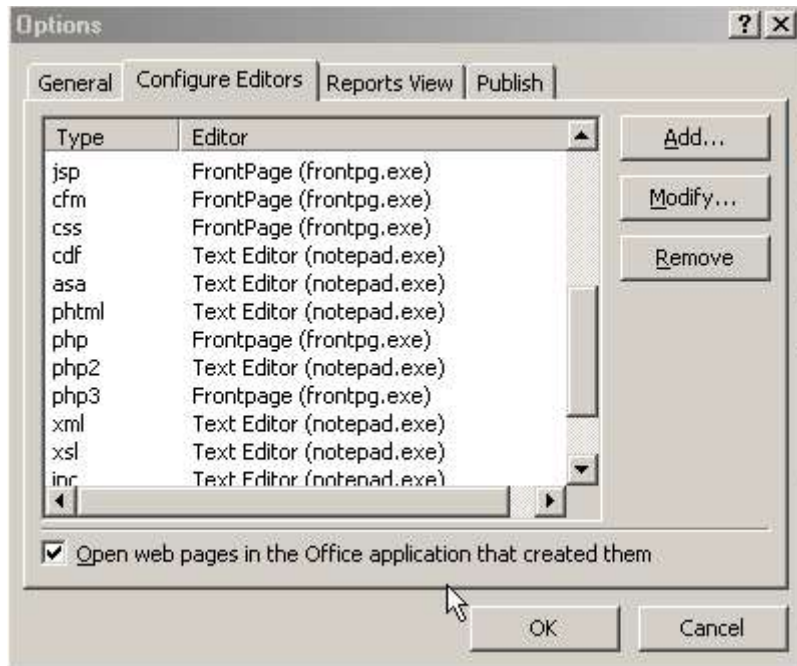 Options
General Configure Editors Reports View Publish
Type Editor
Add...
jsp FrontPage (frontpg.exe)
cfm FrontPage (frontpg.exe)
Modify...
css FrontPage (frontpg.exe)
cdf Text Editor (notepad.exe)
Remove
asa Text Editor (notepad.exe)
phtml Text Editor (notepad.exe)
php Frontpage (frontpg.exe)
php2 Text Editor (notepad.exe)
php3 Frontpage (frontpg.exe)
xml Text Editor (notepad.exe)
xsl Text Editor (notepad.exe)
inc Text Editor (notepad.exe)
Open web pages in the Office application that created them
OK Cancel